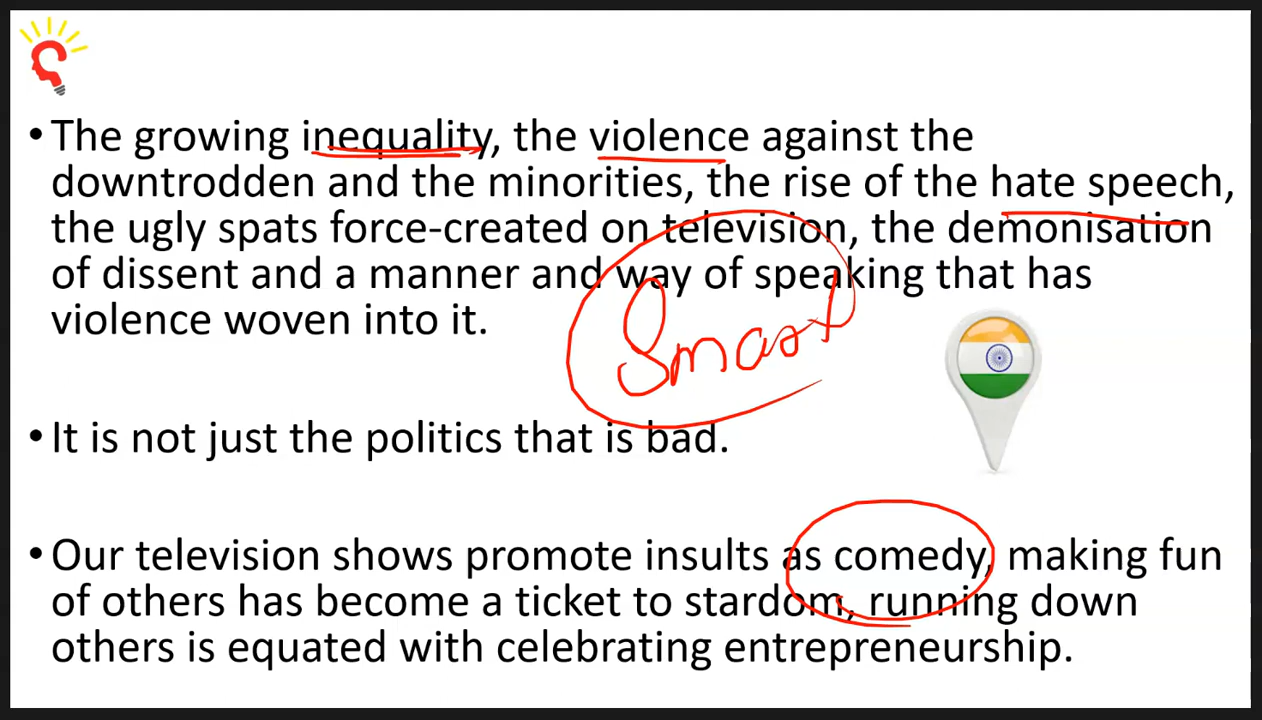 • The growing inequality, the violence against the
downtrodden and the minorities, the rise of the hate speech,
the ugly spats force-created on television, the demonisation
of dissent and a manner and way of speaking that has
violence woven into it.
Smart
• It is not just the politics that is bad.
• Our television shows promote insults as comedy, making fun
of others has become a ticket to stardom, running down
others is equated with celebrating entrepreneurship.